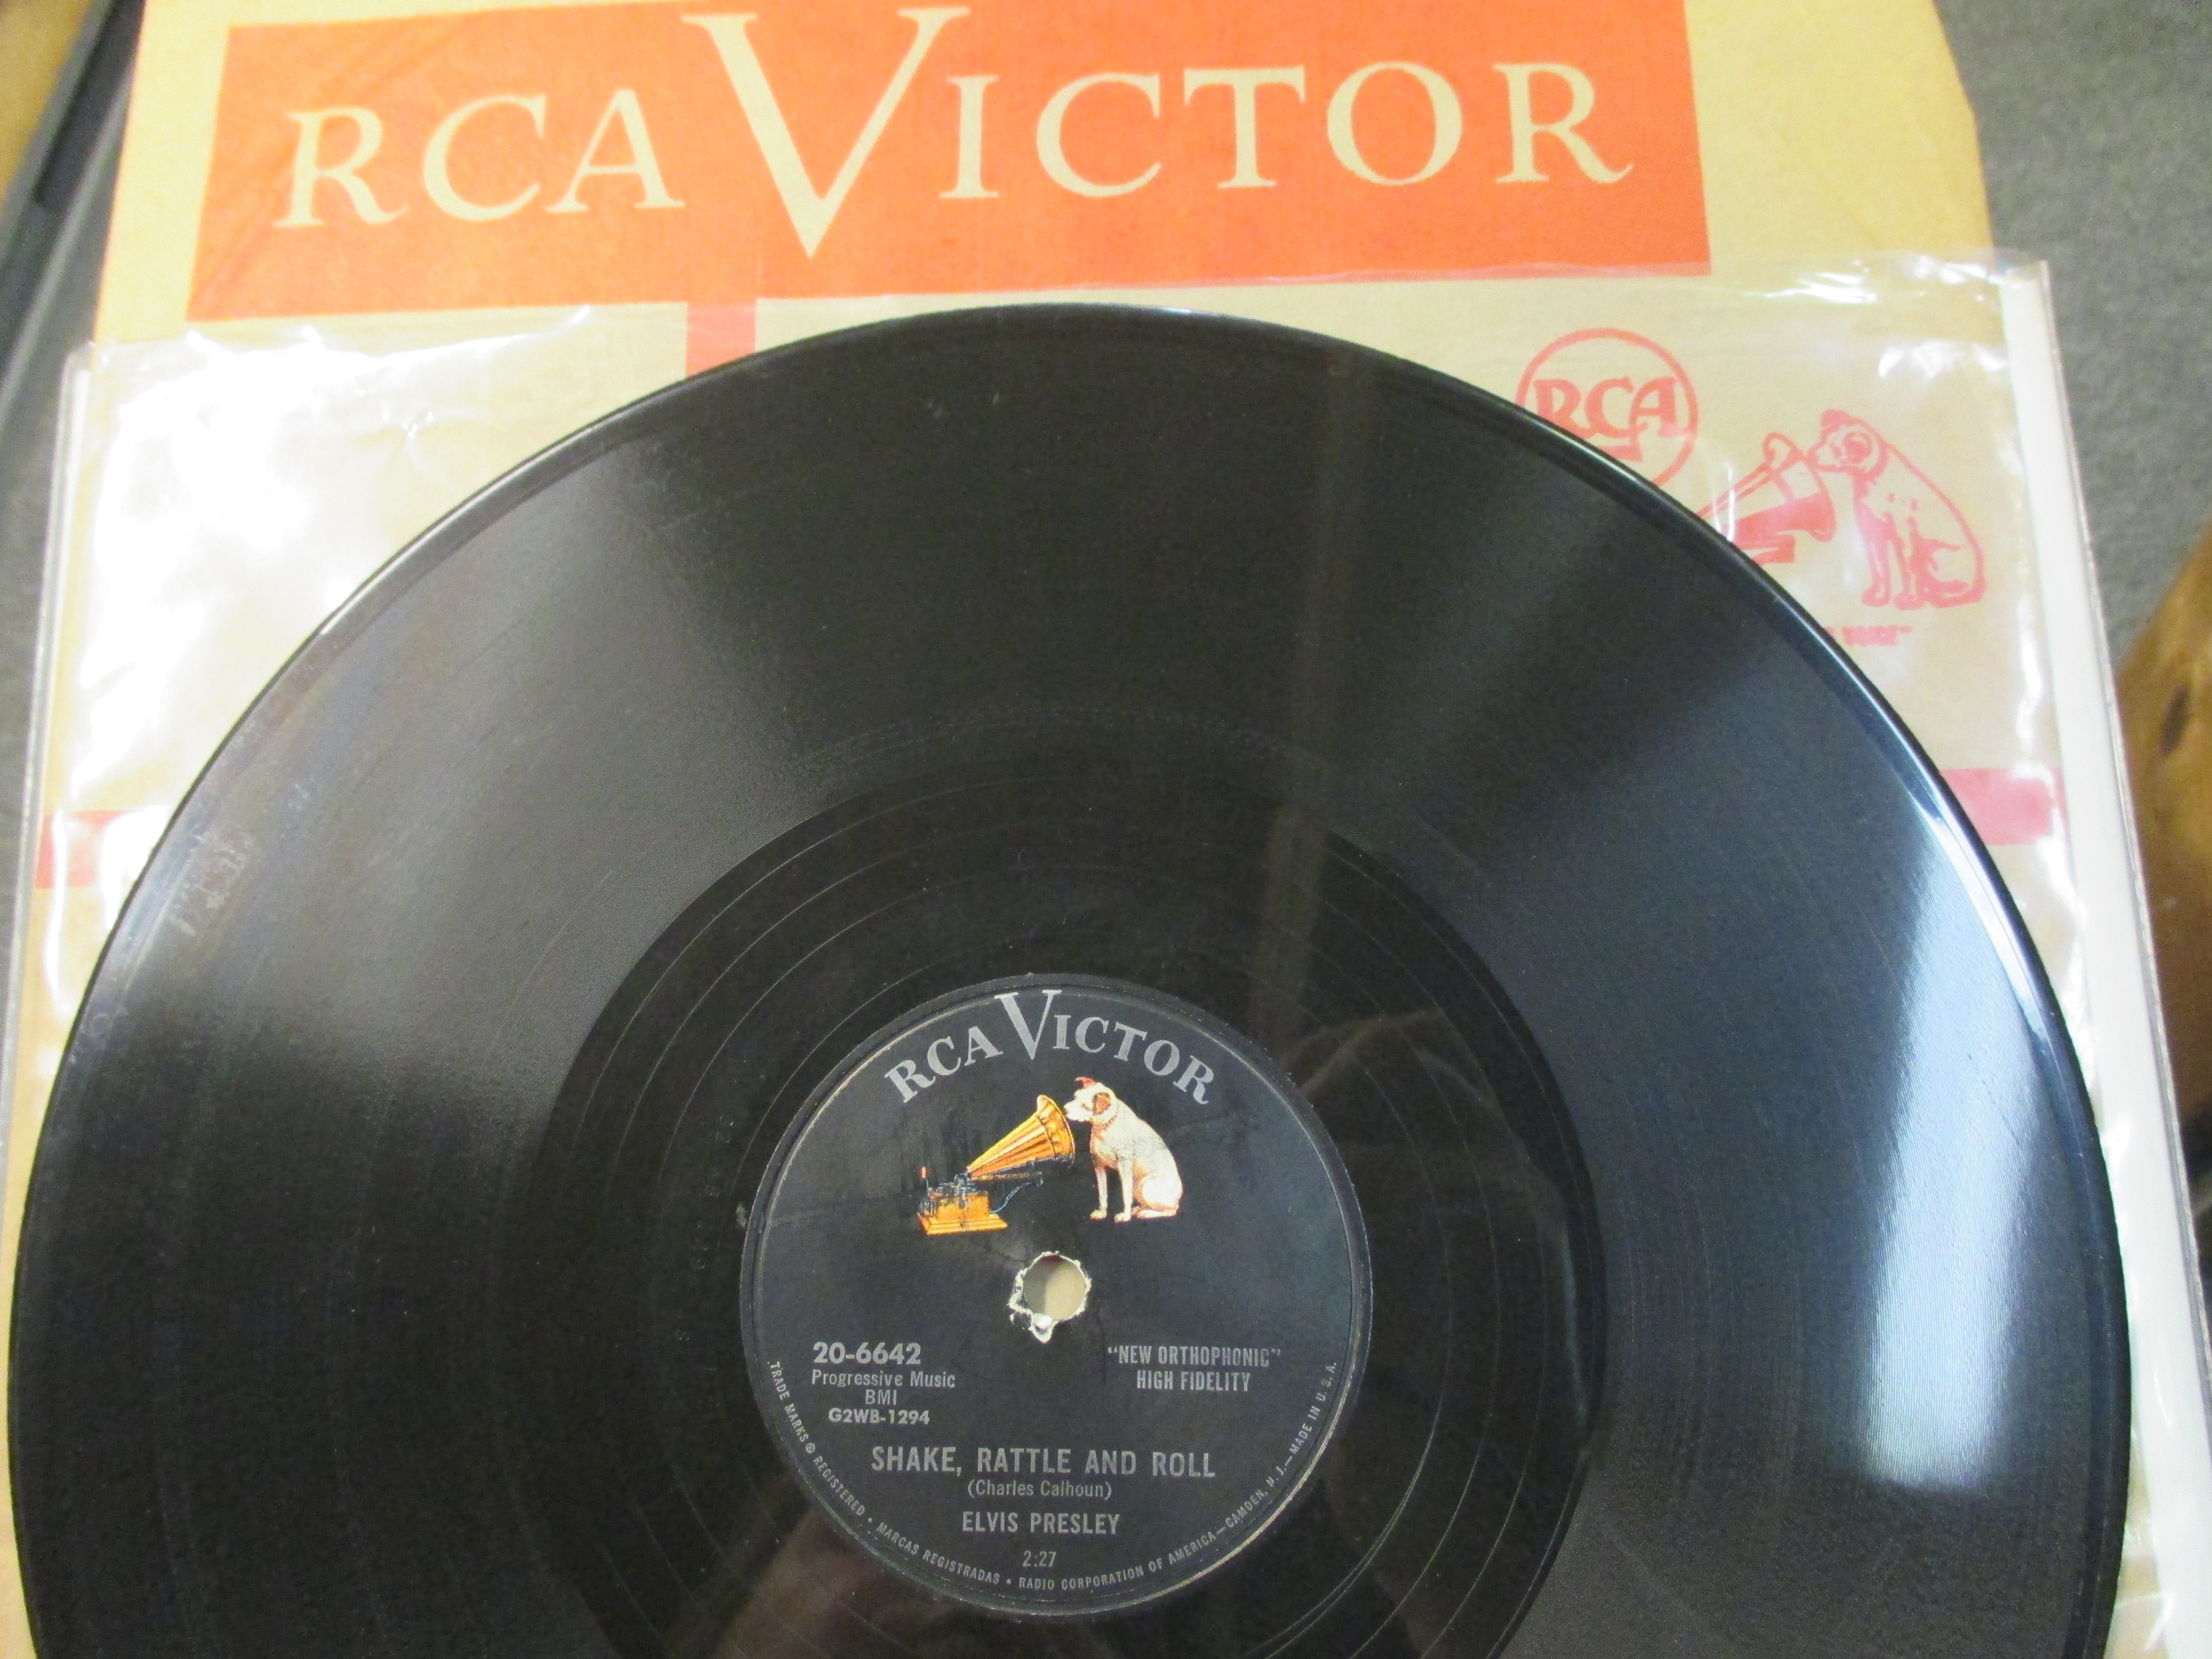 RCA VICTOR
RCA
VOICE"
RCA VICTOR
20-6642
Progressive Music
BMI
G2WB-1294
"NEW ORTHOPHONIC"
HIGH FIDELITY
SHAKE, RATTLE AND ROLL
(Charles Calhoun)
ELVIS PRESLEY
2:27
TRADE MARKS ® REGISTERED • MARCAS REGISTRADAS • RADIO CORPORATION OF AMERICA—CAMDEN, N. J.—MADE IN U. S. A.